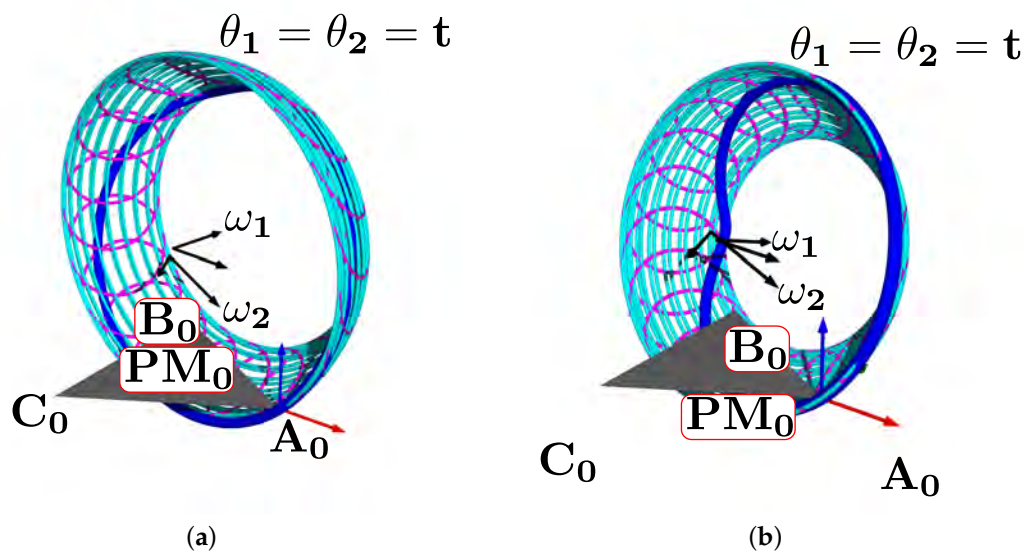 θ₁ = θ₂ = t
ω₁
ω₂
B₀
PM₀
C₀
A₀
(a)
θ₁ = θ₂ = t
ω₁
ω₂
B₀
PM₀
C₀
A₀
(b)